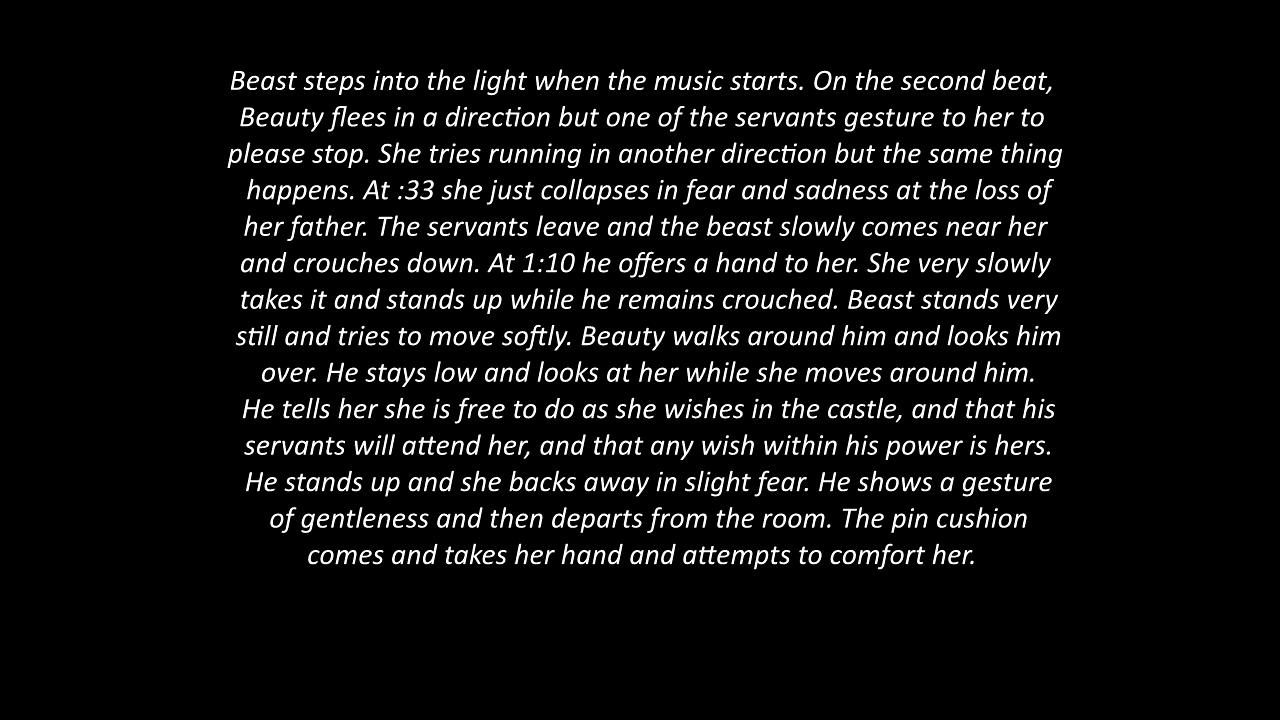 Beast steps into the light when the music starts. On the second beat,
Beauty flees in a direction but one of the servants gesture to her to
please stop. She tries running in another direction but the same thing
happens. At :33 she just collapses in fear and sadness at the loss of
her father. The servants leave and the beast slowly comes near her
and crouches down. At 1:10 he offers a hand to her. She very slowly
takes it and stands up while he remains crouched. Beast stands very
still and tries to move softly. Beauty walks around him and looks him
over. He stays low and looks at her while she moves around him.
He tells her she is free to do as she wishes in the castle, and that his
servants will attend her, and that any wish within his power is hers.
He stands up and she backs away in slight fear. He shows a gesture
of gentleness and then departs from the room. The pin cushion
comes and takes her hand and attempts to comfort her.